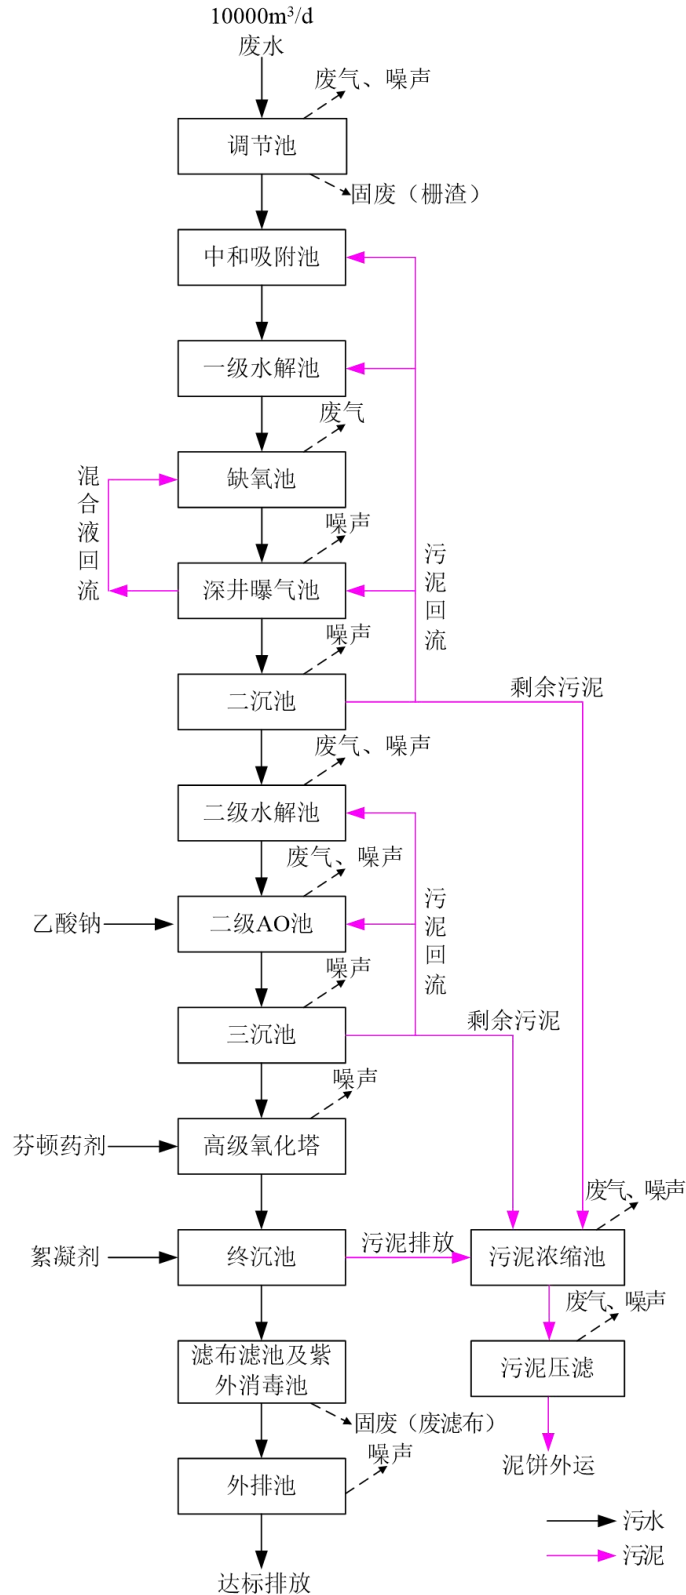 10000m³/d
废水
废气、噪声
调节池
固废（栅渣）
中和吸附池
一级水解池
废气
缺氧池
混合液回流
噪声
深井曝气池
污泥回流
噪声
二沉池
剩余污泥
废气、噪声
二级水解池
废气、噪声
乙酸钠
二级AO池
污泥回流
噪声
三沉池
剩余污泥
噪声
芬顿药剂
高级氧化塔
废气、噪声
絮凝剂
终沉池
污泥排放
污泥浓缩池
废气、噪声
滤布滤池及紫
外消毒池
污泥压滤
固废（废滤布）
噪声
泥饼外运
外排池
污水
污泥
达标排放